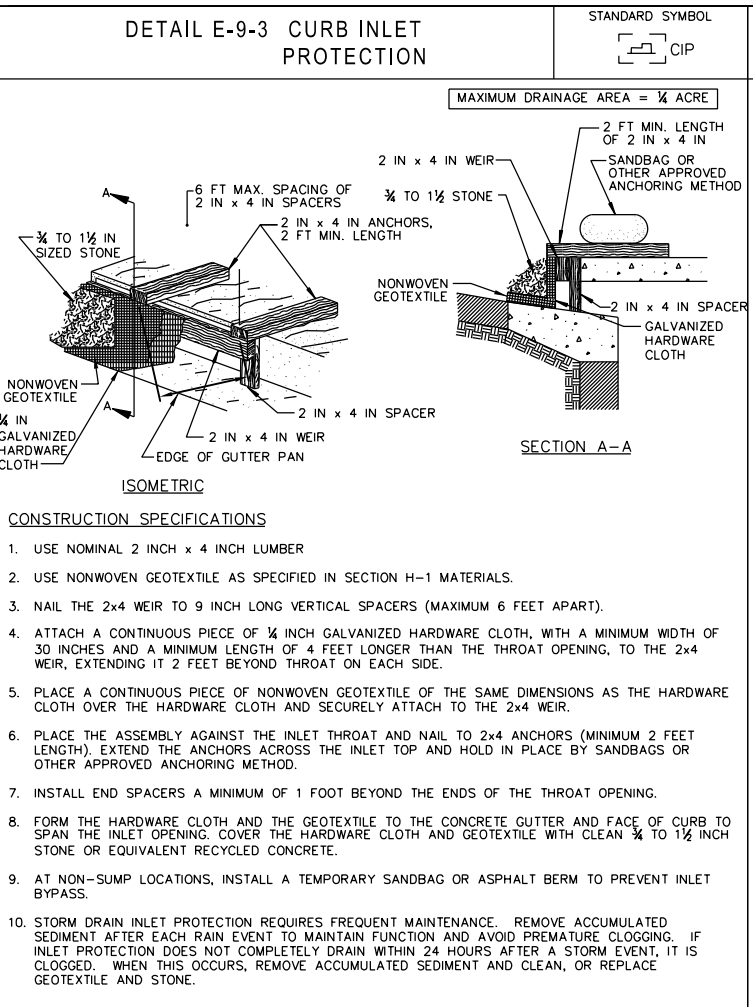 DETAIL E-9-3 CURB INLET
PROTECTION
STANDARD SYMBOL
CIP
MAXIMUM DRAINAGE AREA = ¼ ACRE
A
6 FT MAX. SPACING OF
2 IN x 4 IN SPACERS
2 IN x 4 IN ANCHORS,
2 FT MIN. LENGTH
¾ TO 1½ IN
SIZED STONE
NONWOVEN
GEOTEXTILE
A
¼ IN
GALVANIZED
HARDWARE
CLOTH
2 IN x 4 IN SPACER
2 IN x 4 IN WEIR
EDGE OF GUTTER PAN
ISOMETRIC
2 FT MIN. LENGTH
OF 2 IN x 4 IN
2 IN x 4 IN WEIR
SANDBAG OR
OTHER APPROVED
ANCHORING METHOD
¾ TO 1½ STONE
NONWOVEN
GEOTEXTILE
2 IN x 4 IN SPACER
GALVANIZED
HARDWARE
CLOTH
SECTION A-A
CONSTRUCTION SPECIFICATIONS
1. USE NOMINAL 2 INCH x 4 INCH LUMBER
2. USE NONWOVEN GEOTEXTILE AS SPECIFIED IN SECTION H-1 MATERIALS.
3. NAIL THE 2x4 WEIR TO 9 INCH LONG VERTICAL SPACERS (MAXIMUM 6 FEET APART).
4. ATTACH A CONTINUOUS PIECE OF ¼ INCH GALVANIZED HARDWARE CLOTH, WITH A MINIMUM WIDTH OF
30 INCHES AND A MINIMUM LENGTH OF 4 FEET LONGER THAN THE THROAT OPENING, TO THE 2x4
WEIR, EXTENDING IT 2 FEET BEYOND THROAT ON EACH SIDE.
5. PLACE A CONTINUOUS PIECE OF NONWOVEN GEOTEXTILE OF THE SAME DIMENSIONS AS THE HARDWARE
CLOTH OVER THE HARDWARE CLOTH AND SECURELY ATTACH TO THE 2x4 WEIR.
6. PLACE THE ASSEMBLY AGAINST THE INLET THROAT AND NAIL TO 2x4 ANCHORS (MINIMUM 2 FEET
LENGTH). EXTEND THE ANCHORS ACROSS THE INLET TOP AND HOLD IN PLACE BY SANDBAGS OR
OTHER APPROVED ANCHORING METHOD.
7. INSTALL END SPACERS A MINIMUM OF 1 FOOT BEYOND THE ENDS OF THE THROAT OPENING.
8. FORM THE HARDWARE CLOTH AND THE GEOTEXTILE TO THE CONCRETE GUTTER AND FACE OF CURB TO
SPAN THE INLET OPENING. COVER THE HARDWARE CLOTH AND GEOTEXTILE WITH CLEAN ¾ TO 1½ INCH
STONE OR EQUIVALENT RECYCLED CONCRETE.
9. AT NON-SUMP LOCATIONS, INSTALL A TEMPORARY SANDBAG OR ASPHALT BERM TO PREVENT INLET
BYPASS.
10. STORM DRAIN INLET PROTECTION REQUIRES FREQUENT MAINTENANCE. REMOVE ACCUMULATED
SEDIMENT AFTER EACH RAIN EVENT TO MAINTAIN FUNCTION AND AVOID PREMATURE CLOGGING. IF
INLET PROTECTION DOES NOT COMPLETELY DRAIN WITHIN 24 HOURS AFTER A STORM EVENT, IT IS
CLOGGED. WHEN THIS OCCURS, REMOVE ACCUMULATED SEDIMENT AND CLEAN, OR REPLACE
GEOTEXTILE AND STONE.